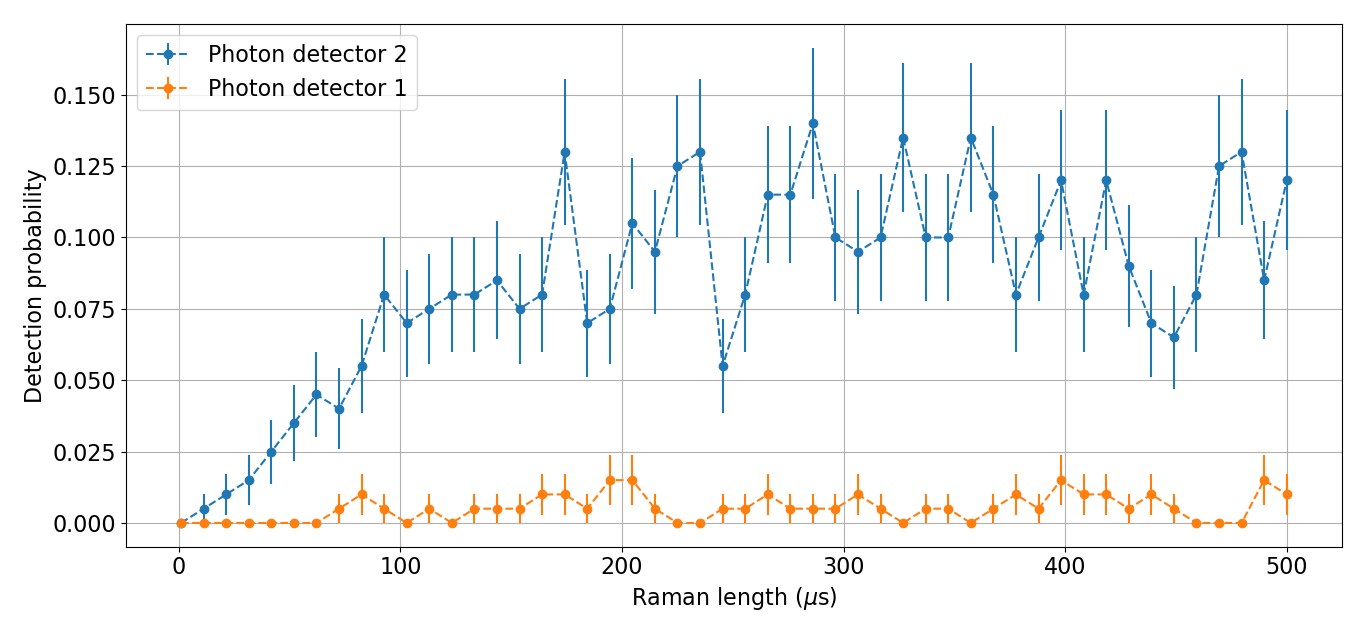 Photon detector 2
Photon detector 1
0.150
0.125
0.100
0.075
0.050
0.025
0.000
Detection probability
0 100 200 300 400 500
Raman length (μs)